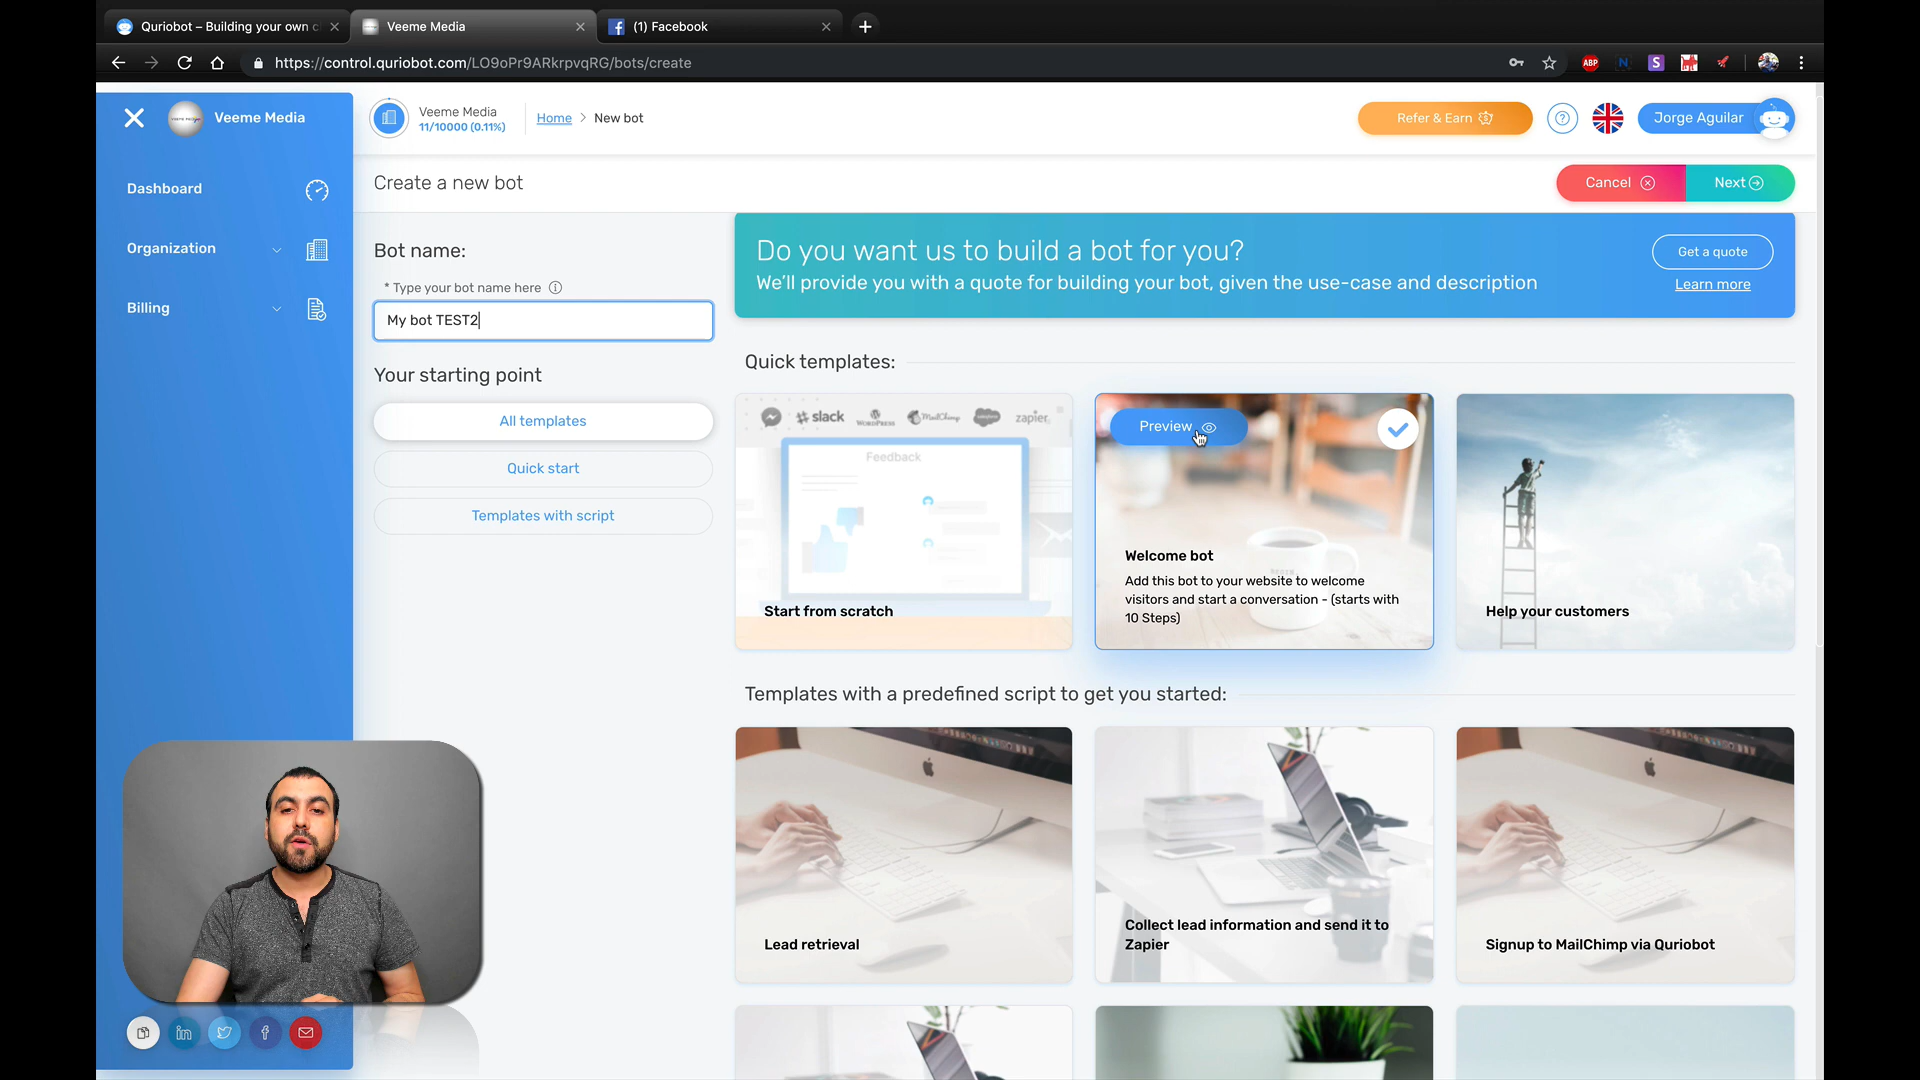 Quriobot – Building your own c
Veeme Media
(1) Facebook
https://control.quriobot.com/LO9oPr9ARkrpvqRG/bots/create
ABP
N
S
Veeme Media
Veeme Media
11/10000 (0.11%)
Home > New bot
Refer & Earn
Jorge Aguilar
Dashboard
Organization
Billing
Create a new bot
Cancel
Next
Bot name:
* Type your bot name here
My bot TEST2
Your starting point
All templates
Quick start
Templates with script
Do you want us to build a bot for you?
We'll provide you with a quote for building your bot, given the use-case and description
Get a quote
Learn more
Quick templates:
slack
WORDPRESS
MailChimp
zapier
Feedback
Start from scratch
Preview
Welcome bot
Add this bot to your website to welcome
visitors and start a conversation - (starts with
10 Steps)
Help your customers
Templates with a predefined script to get you started:
Lead retrieval
Collect lead information and send it to
Zapier
Signup to MailChimp via Quriobot